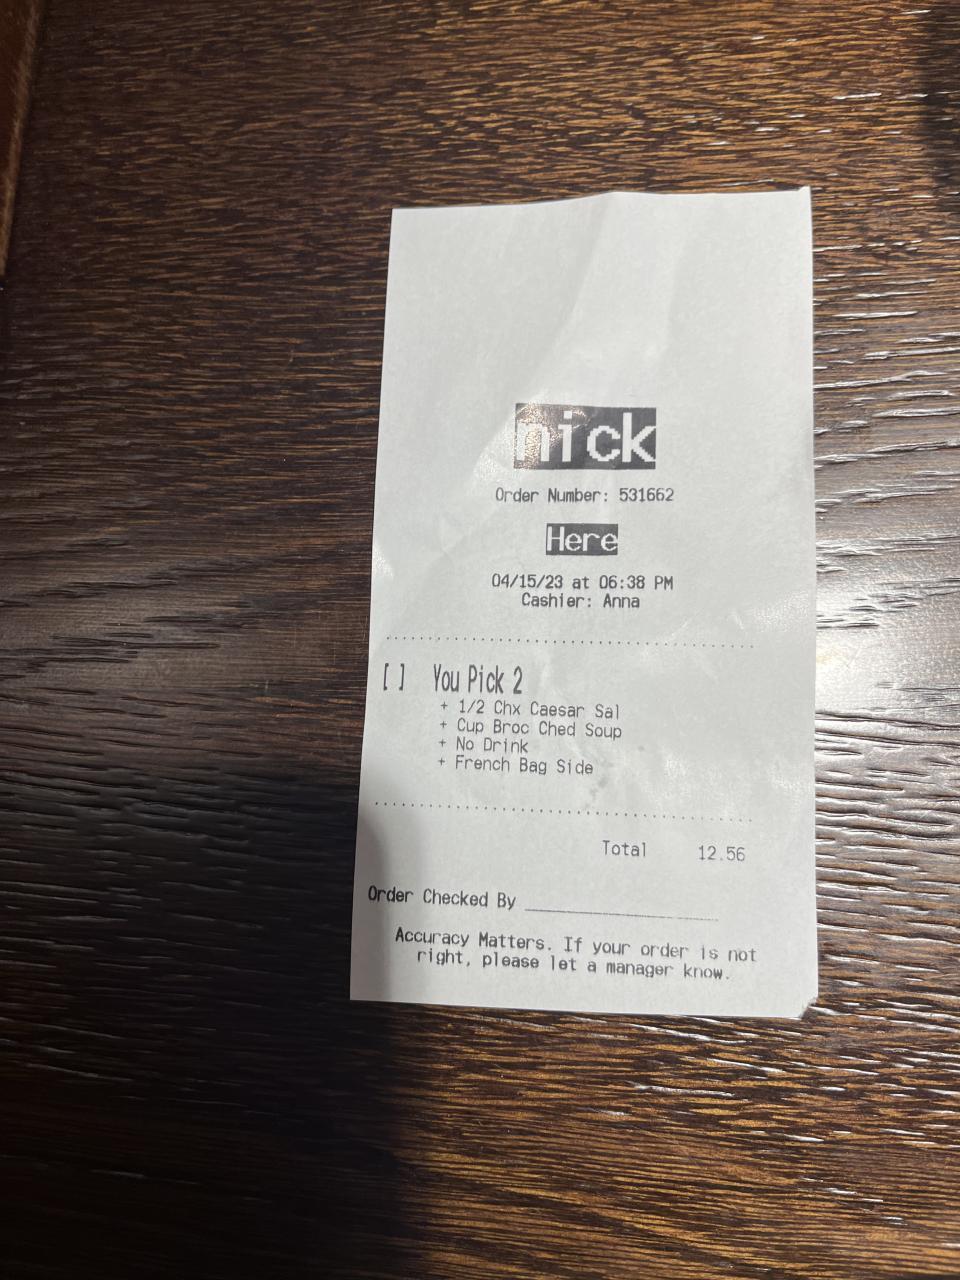 nick
Order Number: 531662
Here
04/15/23 at 06:38 PM
Cashier: Anna
[ ] You Pick 2
+ 1/2 Chx Caesar Sal
+ Cup Broc Ched Soup
+ No Drink
+ French Bag Side
Total 12.56
Order Checked By
Accuracy Matters. If your order is not
right, please let a manager know.